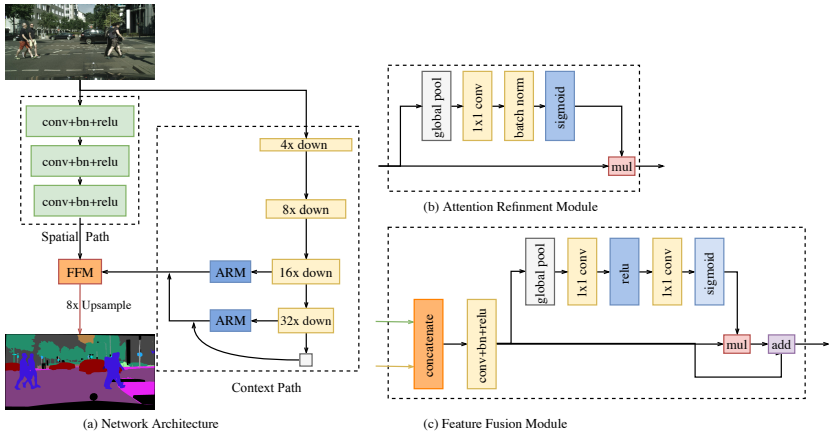 conv+bn+relu
conv+bn+relu
conv+bn+relu
Spatial Path
FFM
8x Upsample
4x down
8x down
16x down
32x down
ARM
ARM
Context Path
(a) Network Architecture
global pool
1x1 conv
batch norm
sigmoid
mul
(b) Attention Refinment Module
concatenate
conv+bn+relu
global pool
1x1 conv
relu
1x1 conv
sigmoid
mul
add
(c) Feature Fusion Module